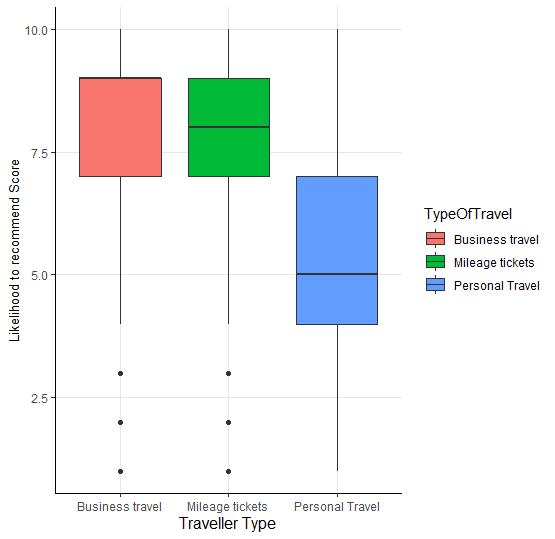 Likelihood to recommend Score
10.0
7.5
5.0
2.5
Business travel
Mileage tickets
Personal Travel
Traveller Type
TypeOfTravel
Business travel
Mileage tickets
Personal Travel